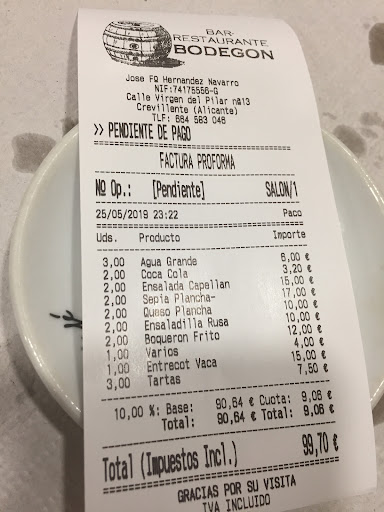 BAR-
RESTAURANTE
BODEGON
Jose Fº Hernandez Navarro
NIF:74175556-G
Calle Virgen del Pilar nº13
Crevillente (Alicante)
TLF: 664 583 046
>> PENDIENTE DE PAGO
FACTURA PROFORMA
Nº Op.: [Pendiente] SALON/1
25/05/2019 23:22 Paco
Uds. Producto Importe
3,00 Agua Grande 6,00 €
2,00 Coca Cola 3,20 €
2,00 Ensalada Capellan 15,00 €
2,00 Sepia Plancha- 17,00 €
2,00 Queso Plancha 10,00 €
2,00 Ensaladilla Rusa 10,00 €
2,00 Boqueron Frito 12,00 €
1,00 Varios 4,00 €
1,00 Entrecot Vaca 15,00 €
3,00 Tartas 7,50 €
10,00 %: Base: 90,64 € Cuota: 9,06 €
Total: 90,64 € Total: 9,06 €
Total (Impuestos Incl.) 99,70 €
GRACIAS POR SU VISITA
IVA INCLUIDO